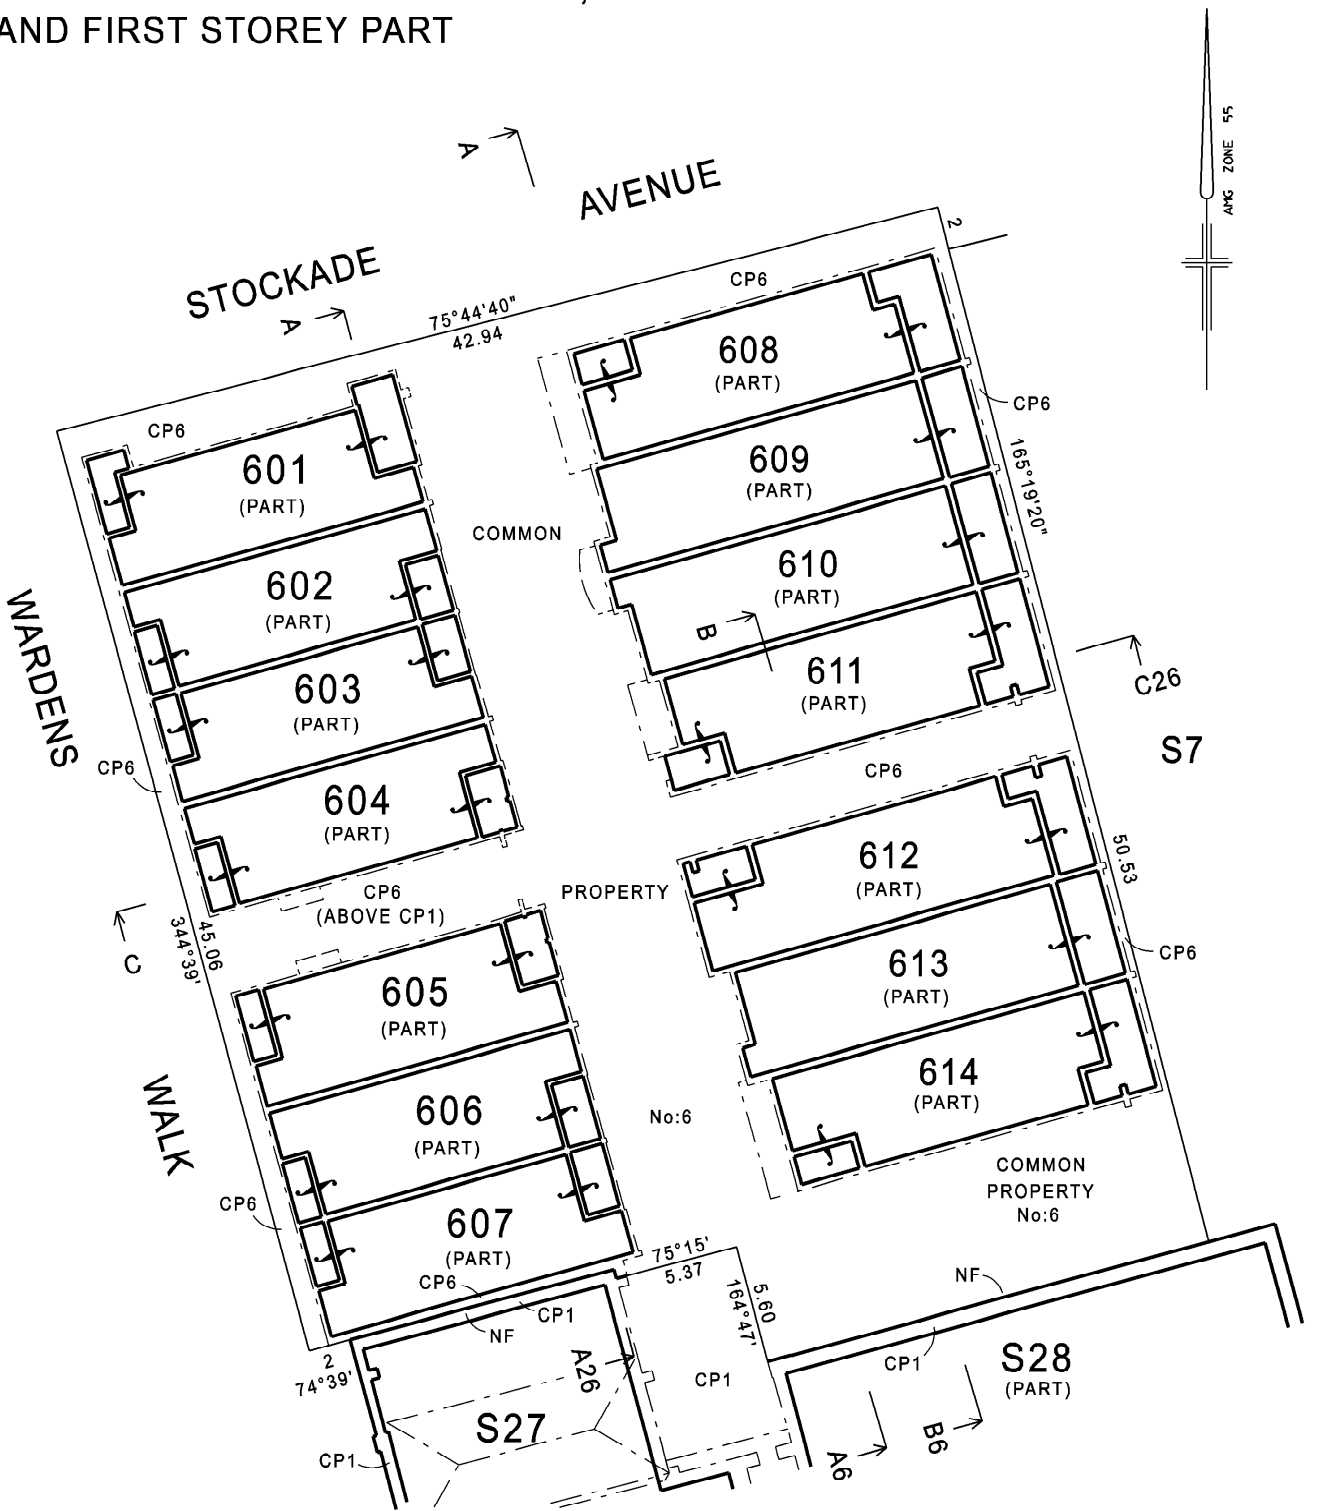 AND FIRST STOREY PART
AMG ZONE 55
A
AVENUE
STOCKADE
A
75°44'40"
42.94
2
CP6
608
(PART)
CP6
CP6
601
(PART)
609
(PART)
165°19'20"
COMMON
602
(PART)
610
(PART)
B
WARDENS
603
(PART)
611
(PART)
C26
S7
CP6
CP6
604
(PART)
612
(PART)
50.53
CP6
(ABOVE CP1)
PROPERTY
C
344°39'
45.06
CP6
605
(PART)
613
(PART)
WALK
606
(PART)
No:6
614
(PART)
COMMON
PROPERTY
No:6
CP6
607
(PART)
75°15'
5.37
5.60
164°47'
CP6
CP1
NF
NF
2
74°39'
A26
CP1
CP1
S28
(PART)
S27
CP1
A6
B6